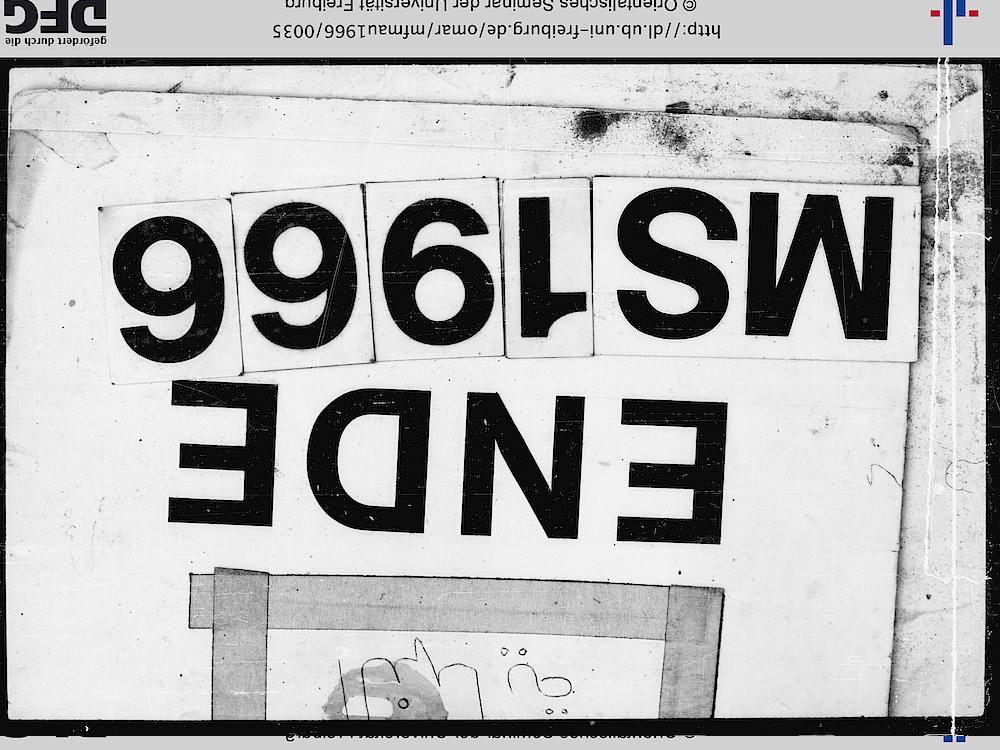 ENDE
MS1966
http://dl.ub.uni-freiburg.de/omar/mfmau1966/0035
© Orientalisches Seminar der Universität Freiburg
gefördert durch die
DFG